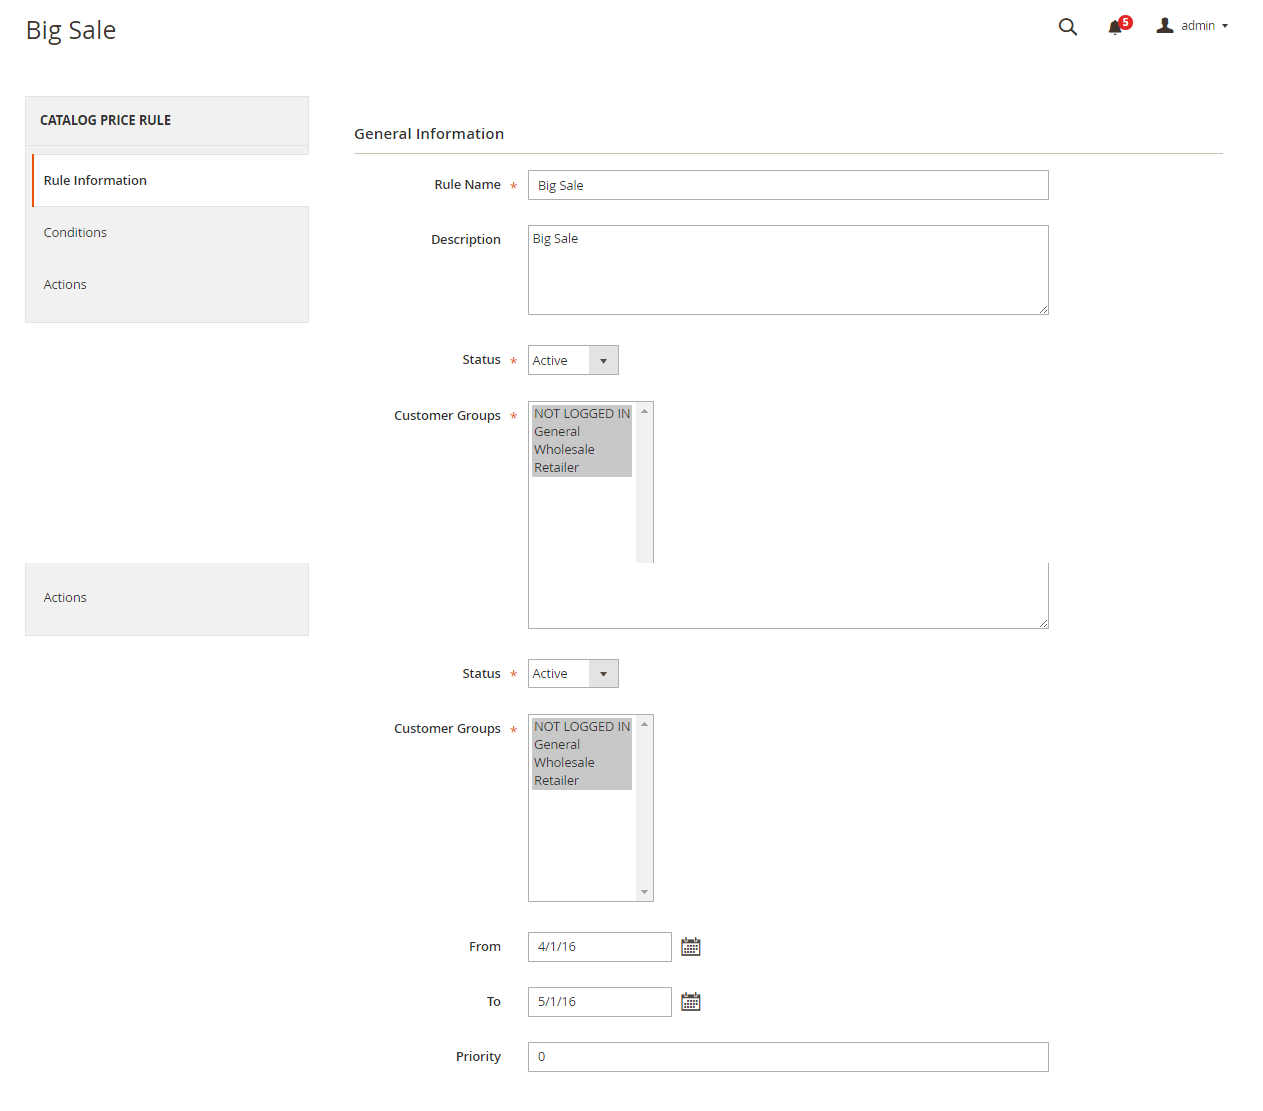 Big Sale
5
admin
CATALOG PRICE RULE
Rule Information
Conditions
Actions
General Information
Rule Name *
Big Sale
Description
Big Sale
Status *
Active
Customer Groups *
NOT LOGGED IN
General
Wholesale
Retailer
Actions
Status *
Active
Customer Groups *
NOT LOGGED IN
General
Wholesale
Retailer
From
4/1/16
To
5/1/16
Priority
0